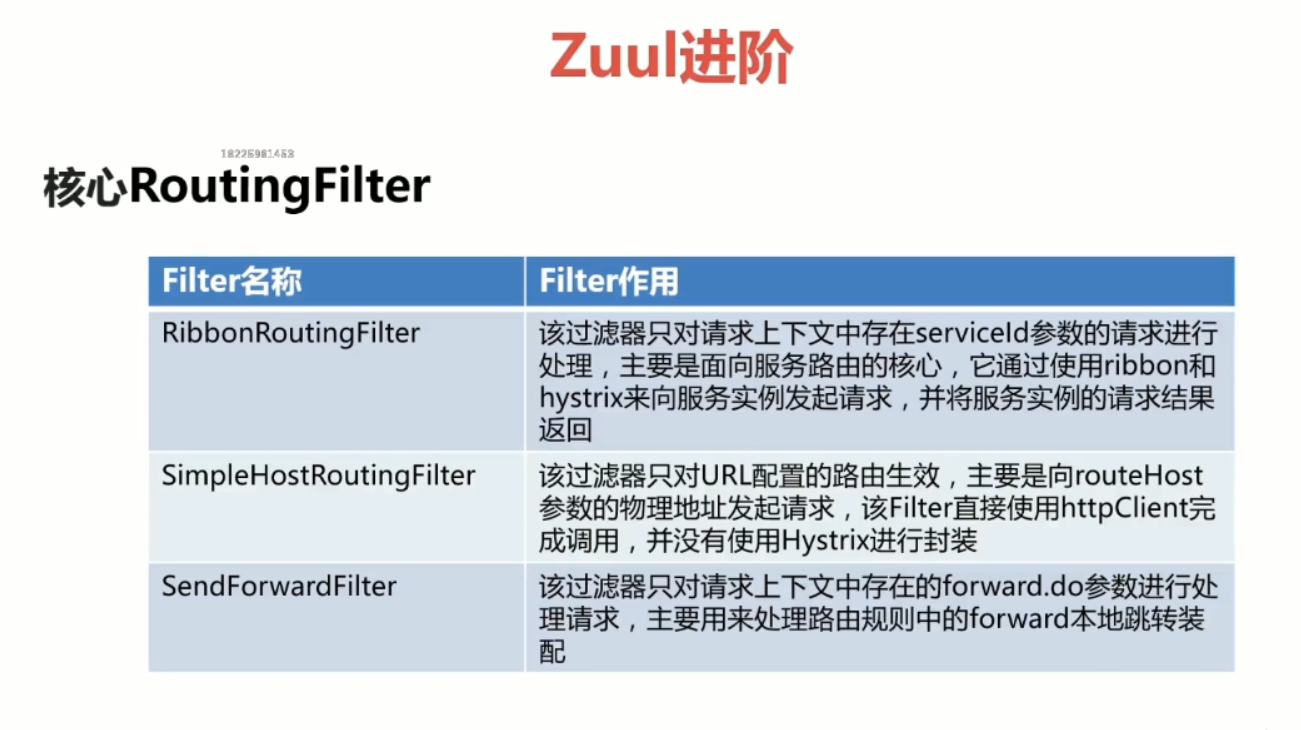 Zuul进阶
18225981453
核心RoutingFilter
Filter名称
Filter作用
RibbonRoutingFilter
该过滤器只对请求上下文中存在serviceId参数的请求进行
处理，主要是面向服务路由的核心，它通过使用ribbon和
hystrix来向服务实例发起请求，并将服务实例的请求结果
返回
SimpleHostRoutingFilter
该过滤器只对URL配置的路由生效，主要是向routeHost
参数的物理地址发起请求，该Filter直接使用httpClient完
成调用，并没有使用Hystrix进行封装
SendForwardFilter
该过滤器只对请求上下文中存在的forward.do参数进行处
理请求，主要用来处理路由规则中的forward本地跳转装
配